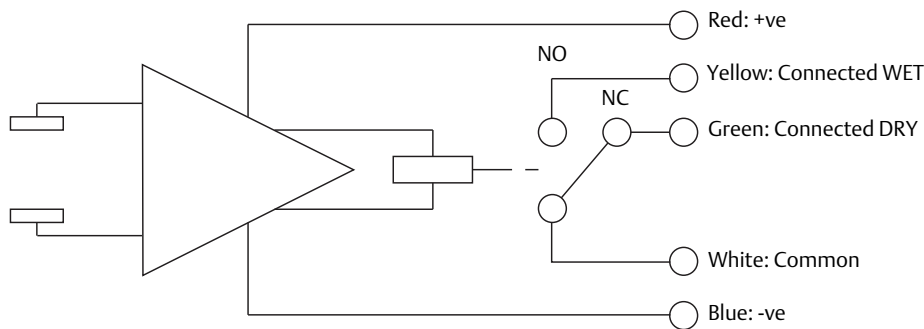 Red: +ve
NO
Yellow: Connected WET
NC
Green: Connected DRY
White: Common
Blue: -ve